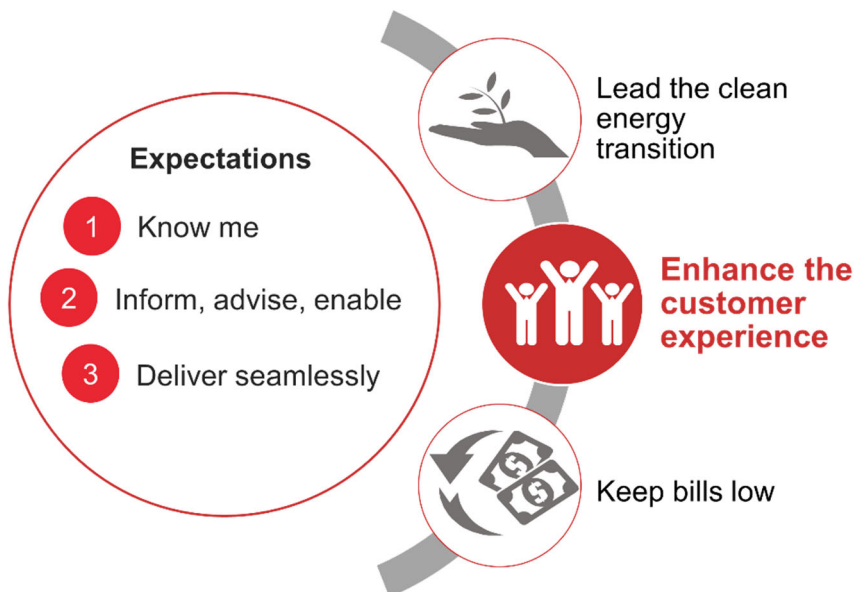 Expectations
1 Know me
2 Inform, advise, enable
3 Deliver seamlessly
Lead the clean
energy
transition
Enhance the
customer
experience
Keep bills low